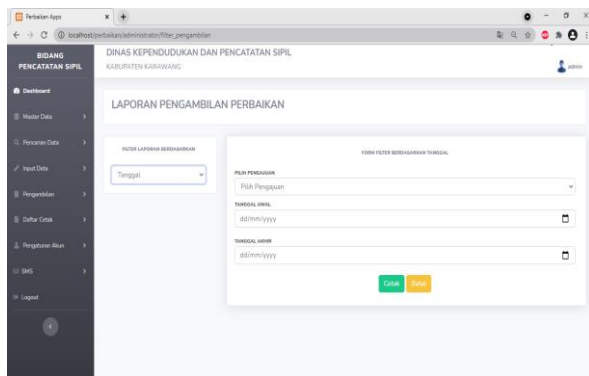 Perbaikan Apps
localhost/perbaikan/administrator/filter_pengambilan
BIDANG
PENCATATAN SIPIL
DINAS KEPENDUDUKAN DAN PENCATATAN SIPIL
KABUPATEN KARAWANG
admin
Dashboard
Master Data
Pencarian Data
Input Data
Pengambilan
Daftar Cetak
Pengaturan Akun
SMS
Logout
LAPORAN PENGAMBILAN PERBAIKAN
FILTER LAPORAN BERDASARKAN
Tanggal
FORM FILTER BERDASARKAN TANGGAL
PILIH PENGAJUAN
Pilih Pengajuan
TANGGAL AWAL
dd/mm/yyyy
TANGGAL AKHIR
dd/mm/yyyy
Cetak Batal